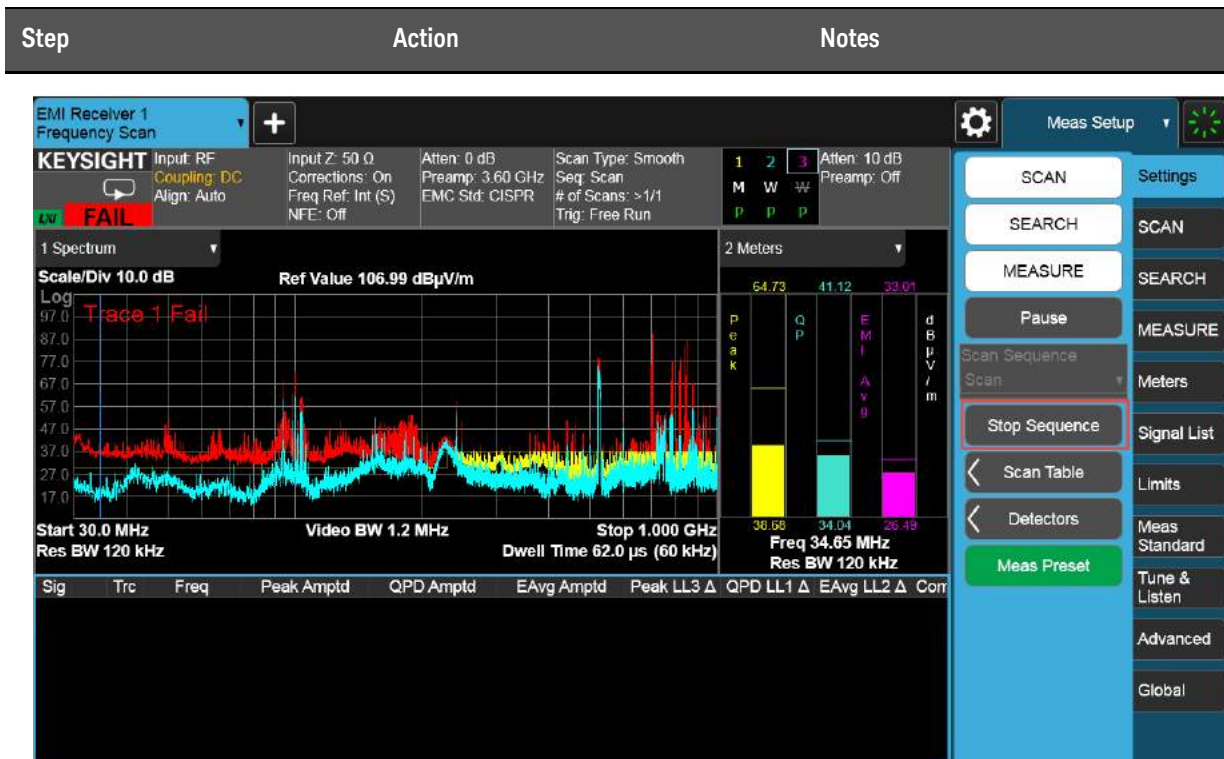 Step Action Notes
EMI Receiver 1
Frequency Scan
+
Meas Setup
KEYSIGHT
LXI
FAIL
Input: RF
Coupling: DC
Align: Auto
Input Z: 50 Ω
Corrections: On
Freq Ref: Int (S)
NFE: Off
Atten: 0 dB
Preamp: 3.60 GHz
EMC Std: CISPR
Scan Type: Smooth
Seq: Scan
# of Scans: >1/1
Trig: Free Run
1 2 3
M W W
P P P
Atten: 10 dB
Preamp: Off
1 Spectrum
Scale/Div 10.0 dB
Ref Value 106.99 dBµV/m
Log
Trace 1 Fail
97.0
87.0
77.0
67.0
57.0
47.0
37.0
27.0
17.0
Start 30.0 MHz
Video BW 1.2 MHz
Stop 1.000 GHz
Res BW 120 kHz
Dwell Time 62.0 µs (60 kHz)
2 Meters
64.73 41.12 33.01
Peak
QP
EMI Avg
dBµV/m
38.68 34.04 26.49
Freq 34.65 MHz
Res BW 120 kHz
Sig Trc Freq Peak Amptd QPD Amptd EAvg Amptd Peak LL3 Δ QPD LL1 Δ EAvg LL2 Δ Com
SCAN
SEARCH
MEASURE
Pause
Scan Sequence
Scan
Stop Sequence
Scan Table
Detectors
Meas Preset
Settings
SCAN
SEARCH
MEASURE
Meters
Signal List
Limits
Meas
Standard
Tune &
Listen
Advanced
Global